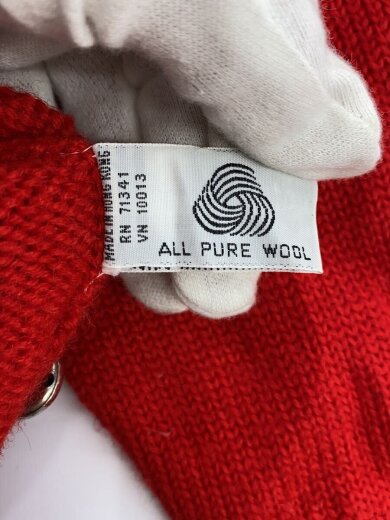 MADE IN HONG KONG
RN 71341
VN 10013
ALL PURE WOOL